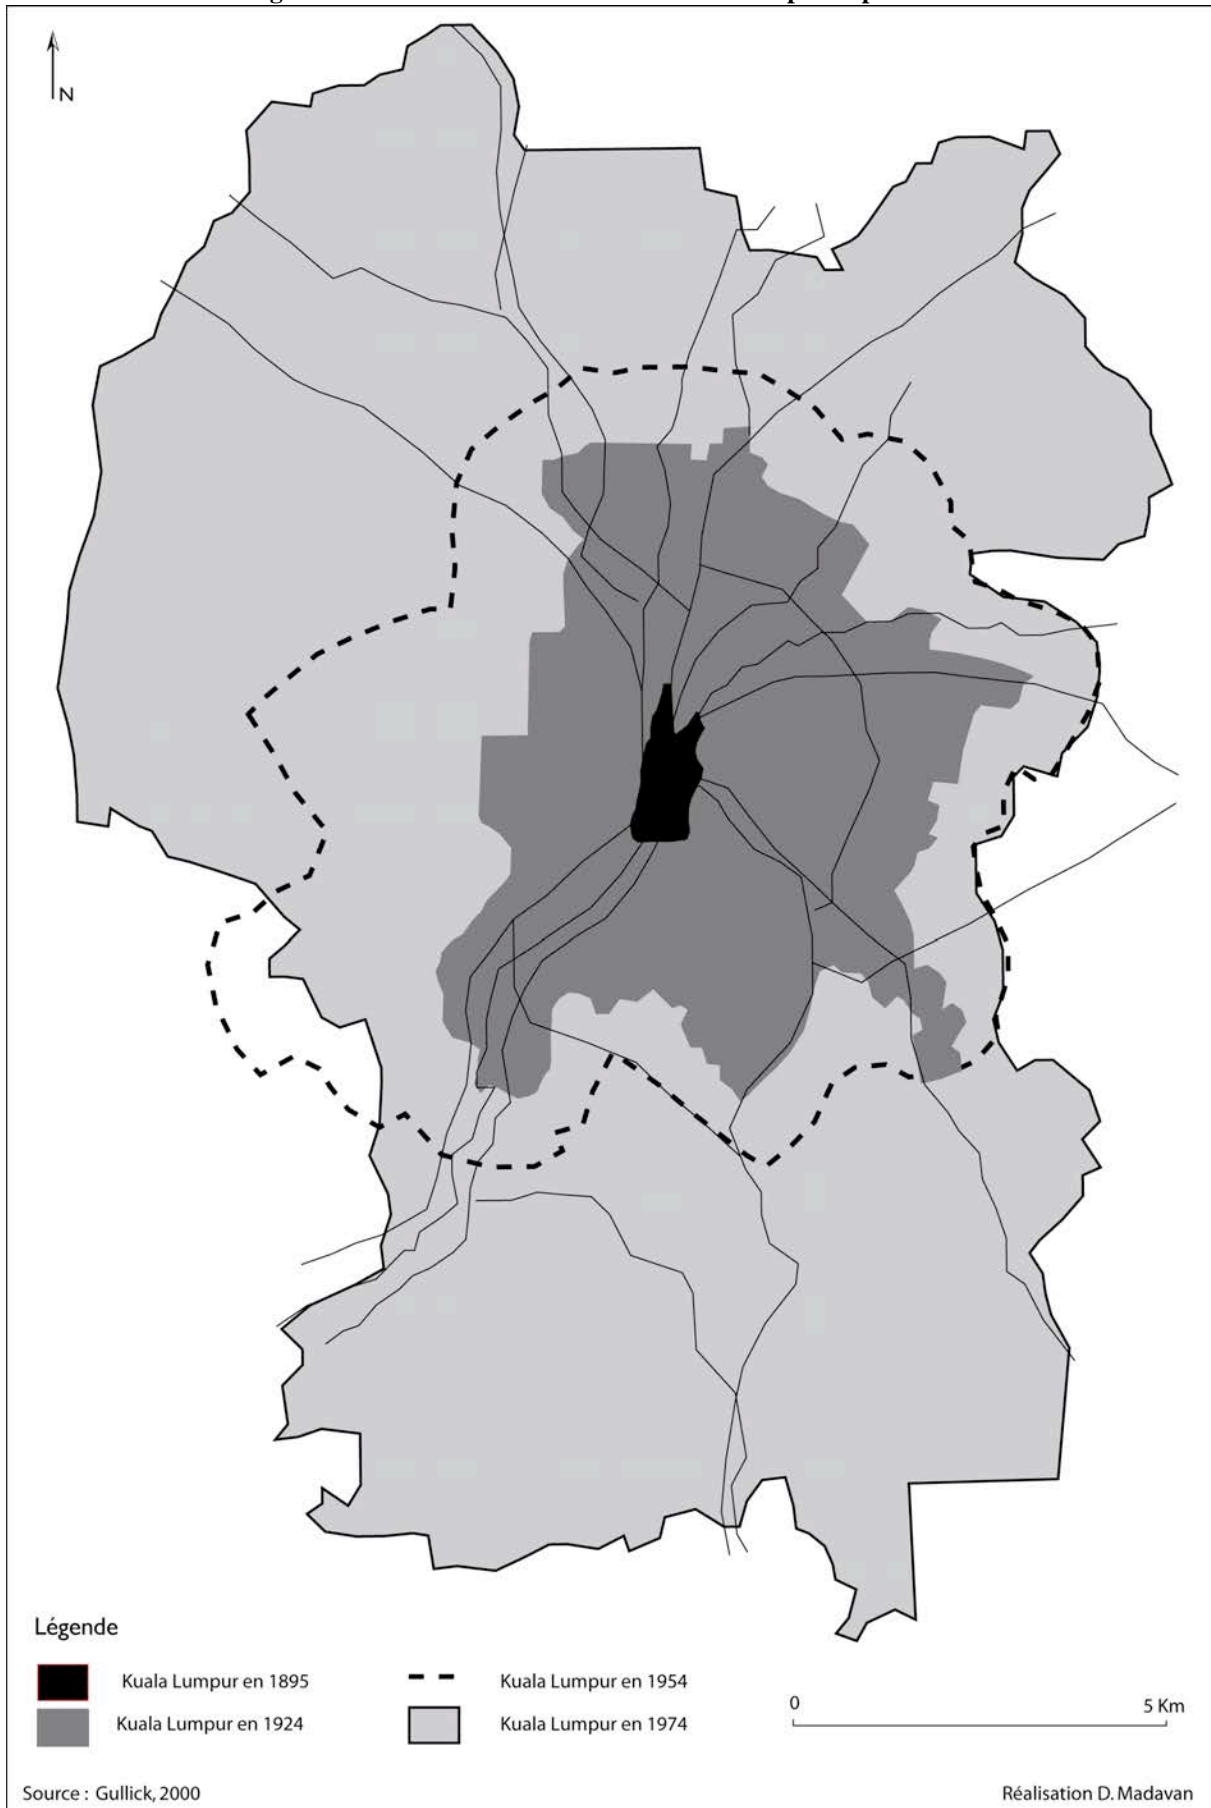 N
Légende
Kuala Lumpur en 1895
Kuala Lumpur en 1954
Kuala Lumpur en 1924
Kuala Lumpur en 1974
0
5 Km
Source : Gullick, 2000
Réalisation D. Madavan